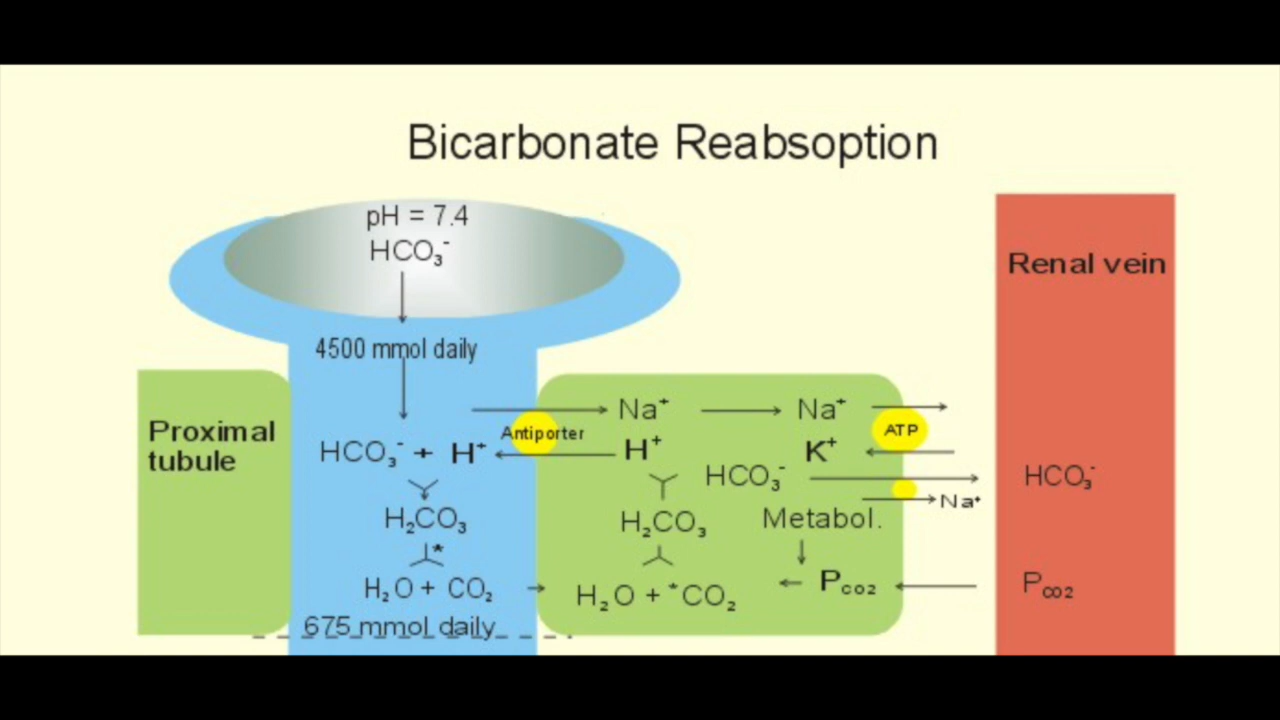 Bicarbonate Reabsoption
pH = 7.4
HCO₃⁻
Renal vein
4500 mmol daily
Proximal
tubule
Na⁺
Na⁺
Antiporter
ATP
HCO₃⁻ + H⁺
H⁺
K⁺
HCO₃⁻
HCO₃⁻
Na⁺
H₂CO₃
H₂CO₃
Metabol.
*
H₂O + CO₂
H₂O + *CO₂
Pco₂
Pco₂
675 mmol daily